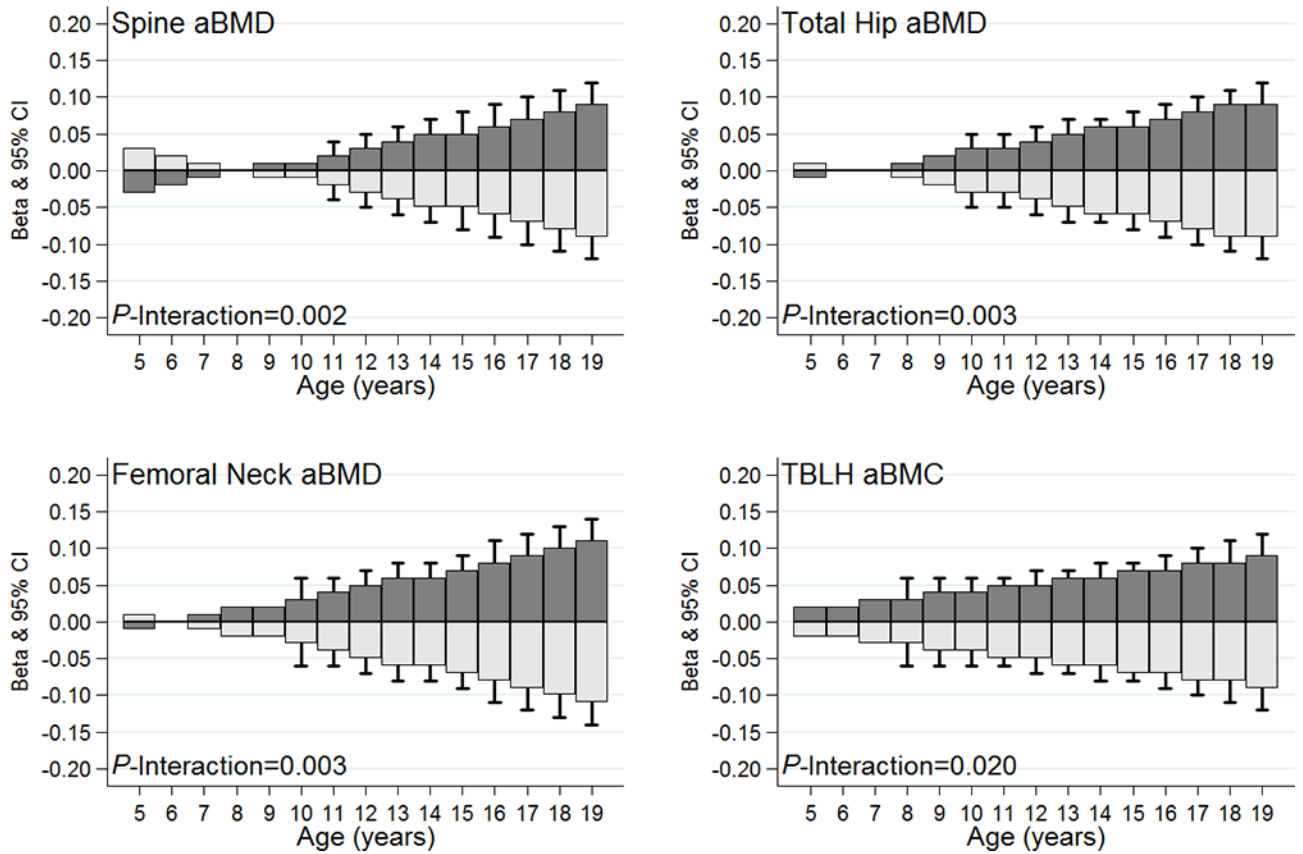 Spine aBMD
Beta & 95% CI
0.20
0.15
0.10
0.05
0.00
-0.05
-0.10
-0.15
-0.20
P-Interaction=0.002
5 6 7 8 9 10 11 12 13 14 15 16 17 18 19
Age (years)
Total Hip aBMD
Beta & 95% CI
0.20
0.15
0.10
0.05
0.00
-0.05
-0.10
-0.15
-0.20
P-Interaction=0.003
5 6 7 8 9 10 11 12 13 14 15 16 17 18 19
Age (years)
Femoral Neck aBMD
Beta & 95% CI
0.20
0.15
0.10
0.05
0.00
-0.05
-0.10
-0.15
-0.20
P-Interaction=0.003
5 6 7 8 9 10 11 12 13 14 15 16 17 18 19
Age (years)
TBLH aBMC
Beta & 95% CI
0.20
0.15
0.10
0.05
0.00
-0.05
-0.10
-0.15
-0.20
P-Interaction=0.020
5 6 7 8 9 10 11 12 13 14 15 16 17 18 19
Age (years)